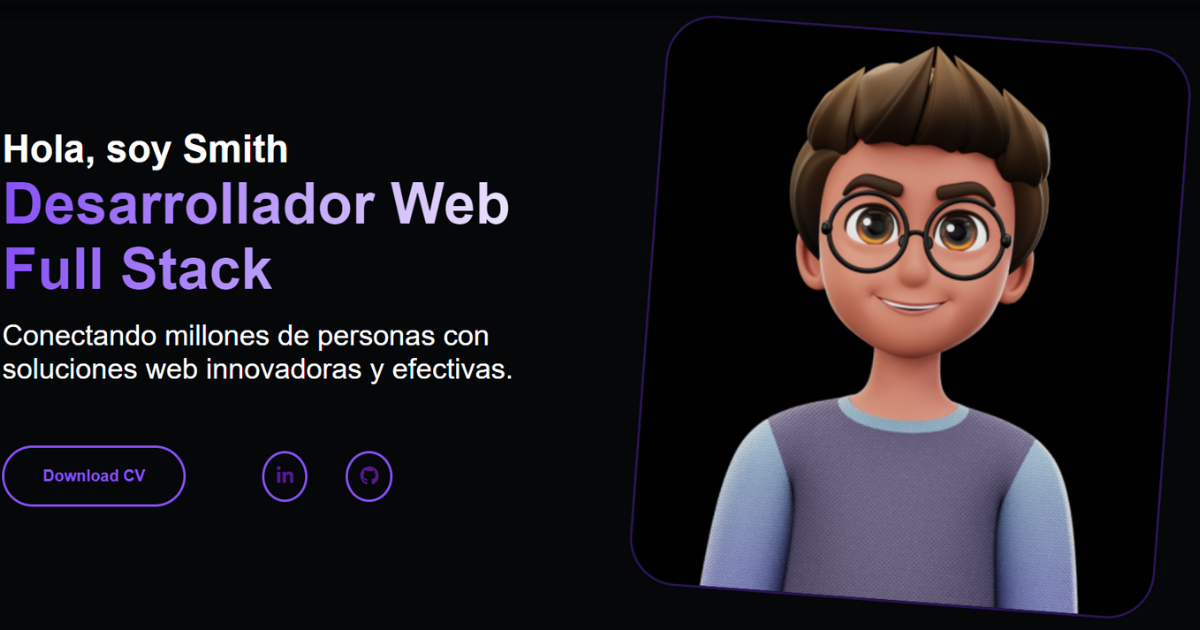 Hola, soy Smith
Desarrollador Web
Full Stack
Conectando millones de personas con
soluciones web innovadoras y efectivas.
Download CV
in